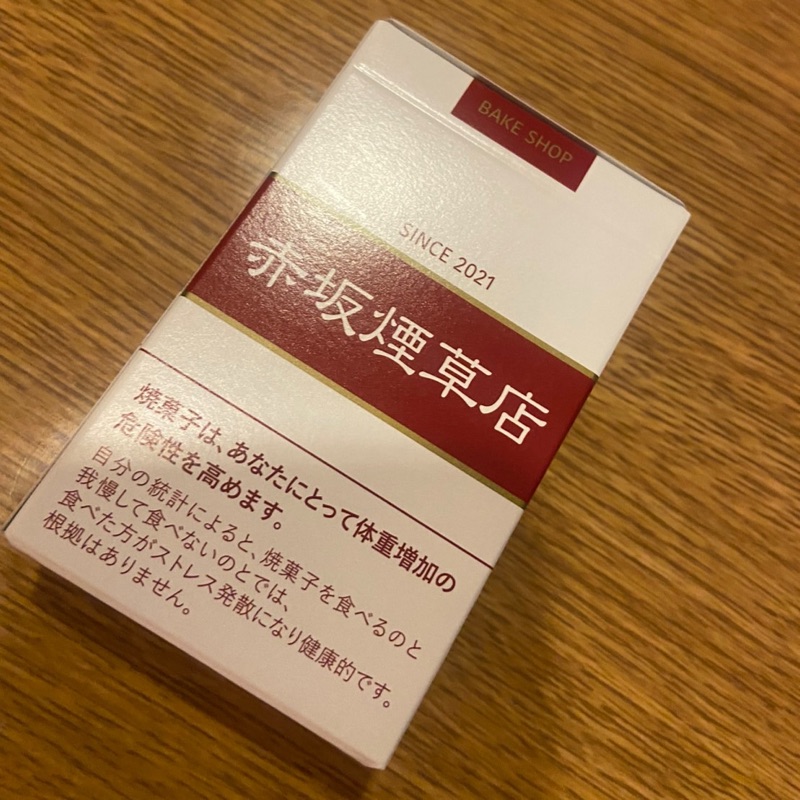 BAKE SHOP
SINCE 2021
赤坂煙草店
焼菓子は、あなたにとって体重増加の
危険性を高めます。
自分の統計によると、焼菓子を食べるのと
我慢して食べないのとでは、
食べた方がストレス発散になり健康的です。
根拠はありません。